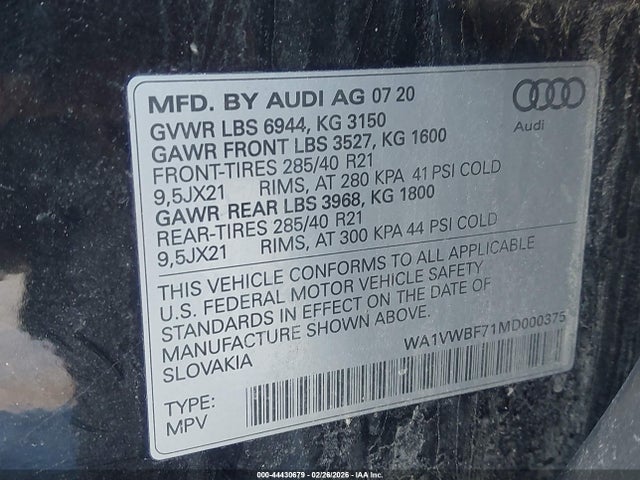 MFD. BY AUDI AG 07 20
Audi
GVWR LBS 6944, KG 3150
GAWR FRONT LBS 3527, KG 1600
FRONT-TIRES 285/40 R21
9,5JX21 RIMS, AT 280 KPA 41 PSI COLD
GAWR REAR LBS 3968, KG 1800
REAR-TIRES 285/40 R21
9,5JX21 RIMS, AT 300 KPA 44 PSI COLD
THIS VEHICLE CONFORMS TO ALL APPLICABLE
U.S. FEDERAL MOTOR VEHICLE SAFETY
STANDARDS IN EFFECT ON THE DATE OF
MANUFACTURE SHOWN ABOVE.
SLOVAKIA
WA1VWBF71MD000375
TYPE:
MPV
000-44430679 - 02/26/2026 - IAA Inc.